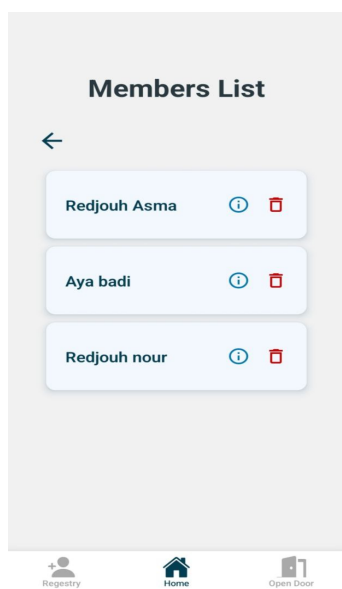 Members List
Redjouh Asma
Aya badi
Redjouh nour
Regestry
Home
Open Door